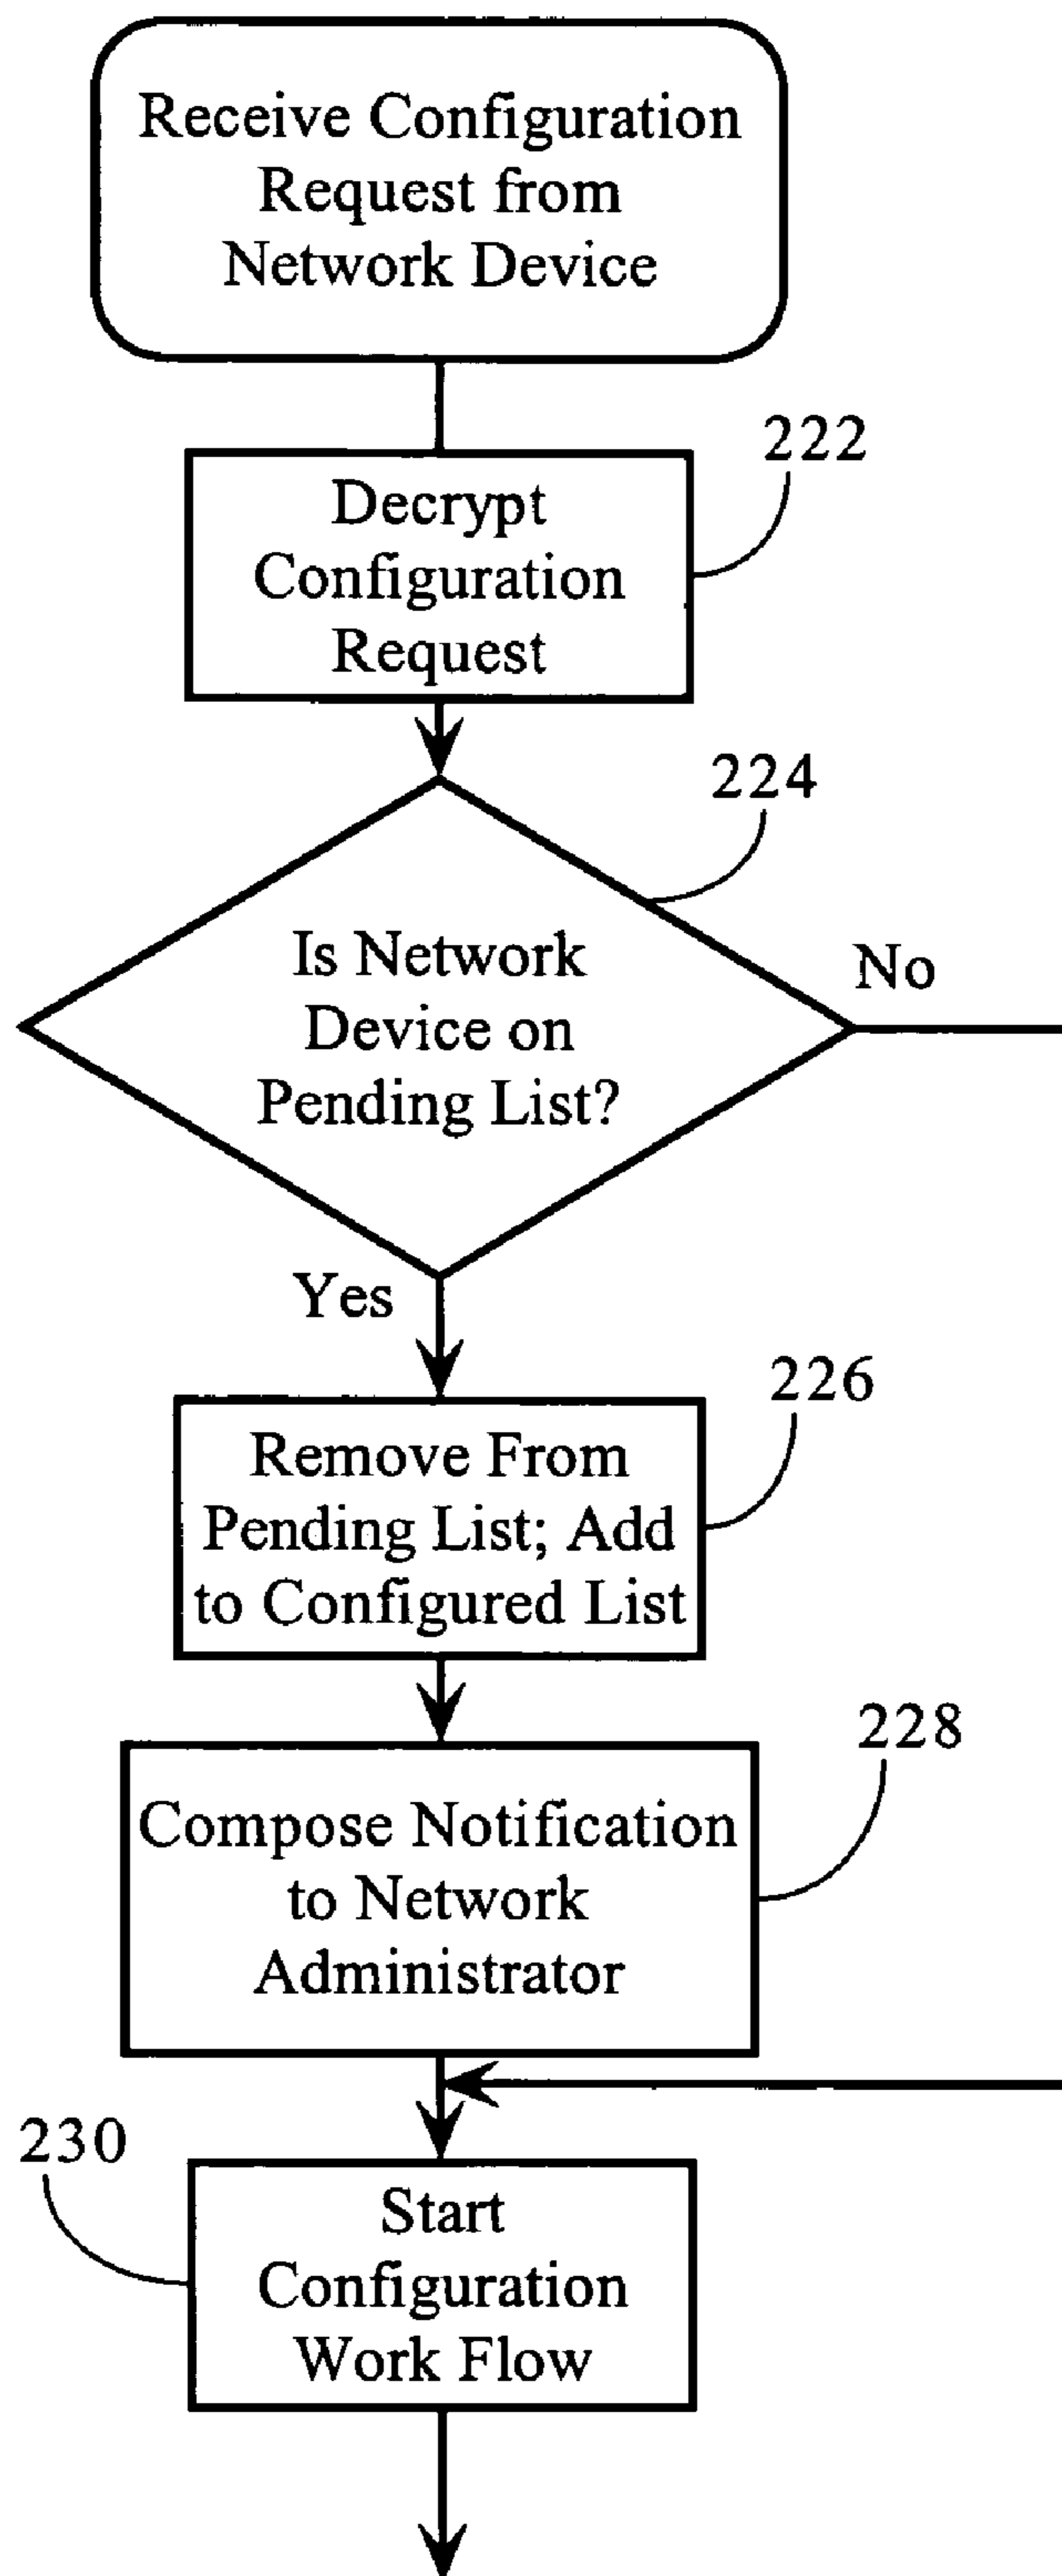 Receive Configuration
Request from
Network Device
222
Decrypt
Configuration
Request
224
Is Network
Device on
Pending List?
No
Yes
226
Remove From
Pending List; Add
to Configured List
228
Compose Notification
to Network
Administrator
230
Start
Configuration
Work Flow